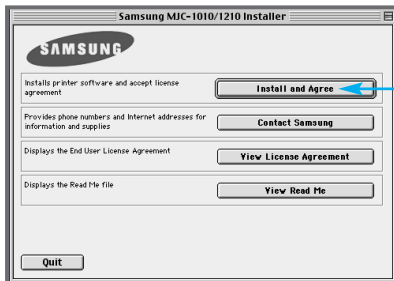 Samsung MJC-1010/1210 Installer
SAMSUNG
Installs printer software and accept license
agreement
Install and Agree
Provides phone numbers and Internet addresses for
information and supplies
Contact Samsung
Displays the End User License Agreement
View License Agreement
Displays the Read Me file
View Read Me
Quit